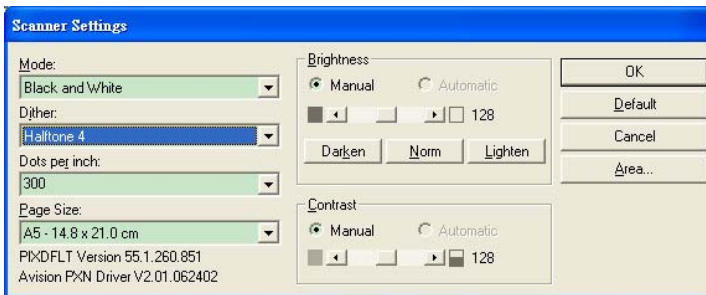 Scanner Settings
Mode:
Black and White
Dither:
Halftone 4
Dots per inch:
300
Page Size:
A5 - 14.8 x 21.0 cm
PIXDFLT Version 55.1.260.851
Avision PXN Driver V2.01.062402
Brightness
Manual Automatic
128
Darken Norm Lighten
Contrast
Manual Automatic
128
OK
Default
Cancel
Area...